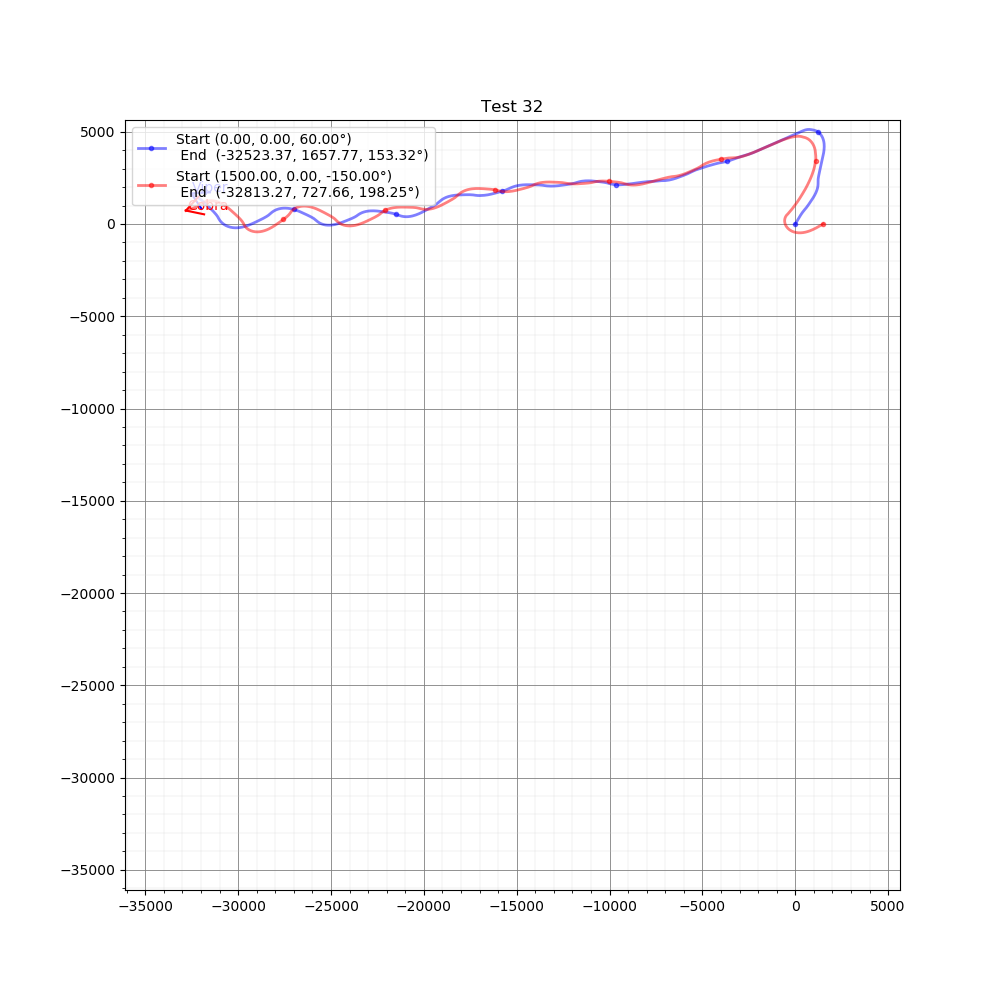 Test 32
Start (0.00, 0.00, 60.00°)
End (-32523.37, 1657.77, 153.32°)
Start (1500.00, 0.00, -150.00°)
End (-32813.27, 727.66, 198.25°)
5000
0
−5000
−10000
−15000
−20000
−25000
−30000
−35000
−35000 −30000 −25000 −20000 −15000 −10000 −5000 0 5000